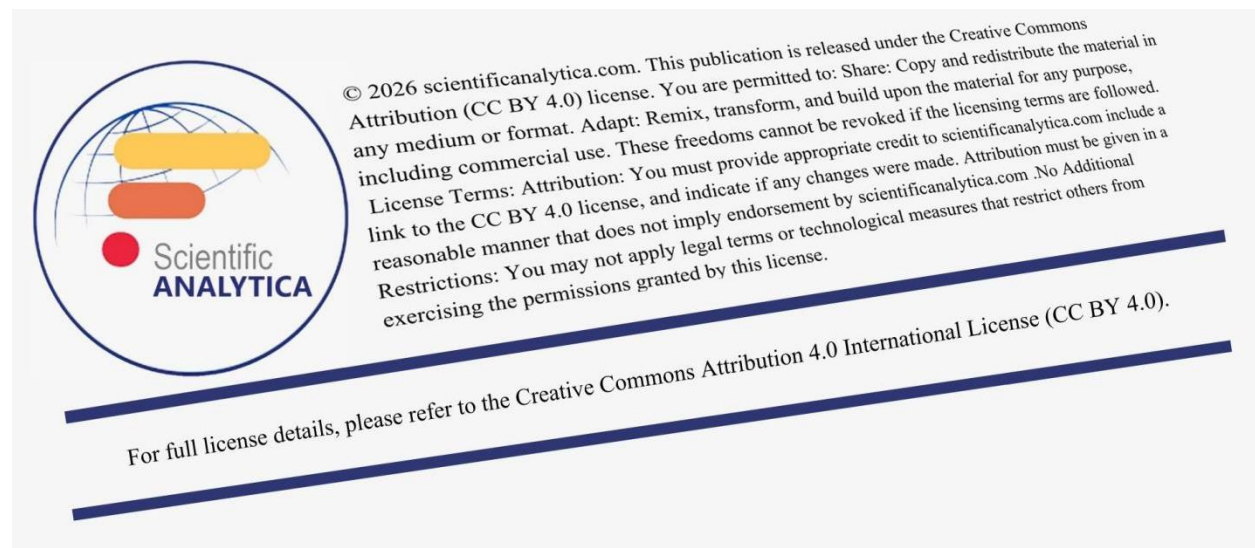 Scientific
ANALYTICA
© 2026 scientificanalytica.com. This publication is released under the Creative Commons
Attribution (CC BY 4.0) license. You are permitted to: Share: Copy and redistribute the material in
any medium or format. Adapt: Remix, transform, and build upon the material for any purpose,
including commercial use. These freedoms cannot be revoked if the licensing terms are followed.
License Terms: Attribution: You must provide appropriate credit to scientificanalytica.com include a
link to the CC BY 4.0 license, and indicate if any changes were made. Attribution must be given in a
reasonable manner that does not imply endorsement by scientificanalytica.com .No Additional
Restrictions: You may not apply legal terms or technological measures that restrict others from
exercising the permissions granted by this license.
For full license details, please refer to the Creative Commons Attribution 4.0 International License (CC BY 4.0).